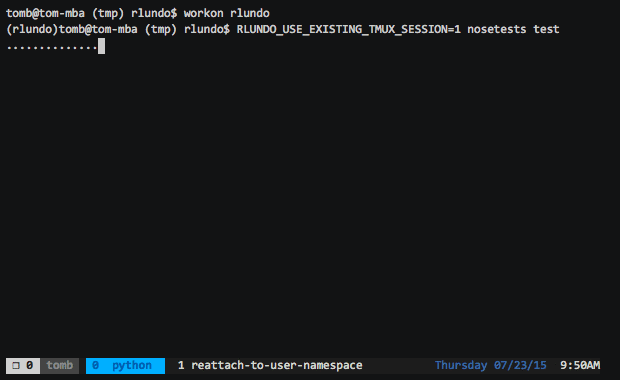 tomb@tom-mba (tmp) rlundo$ workon rlundo
(rlundo)tomb@tom-mba (tmp) rlundo$ RLUNDO_USE_EXISTING_TMUX_SESSION=1 nosetests test
..............
❐ 0 tomb 0 python 1 reattach-to-user-namespace Thursday 07/23/15 9:50AM